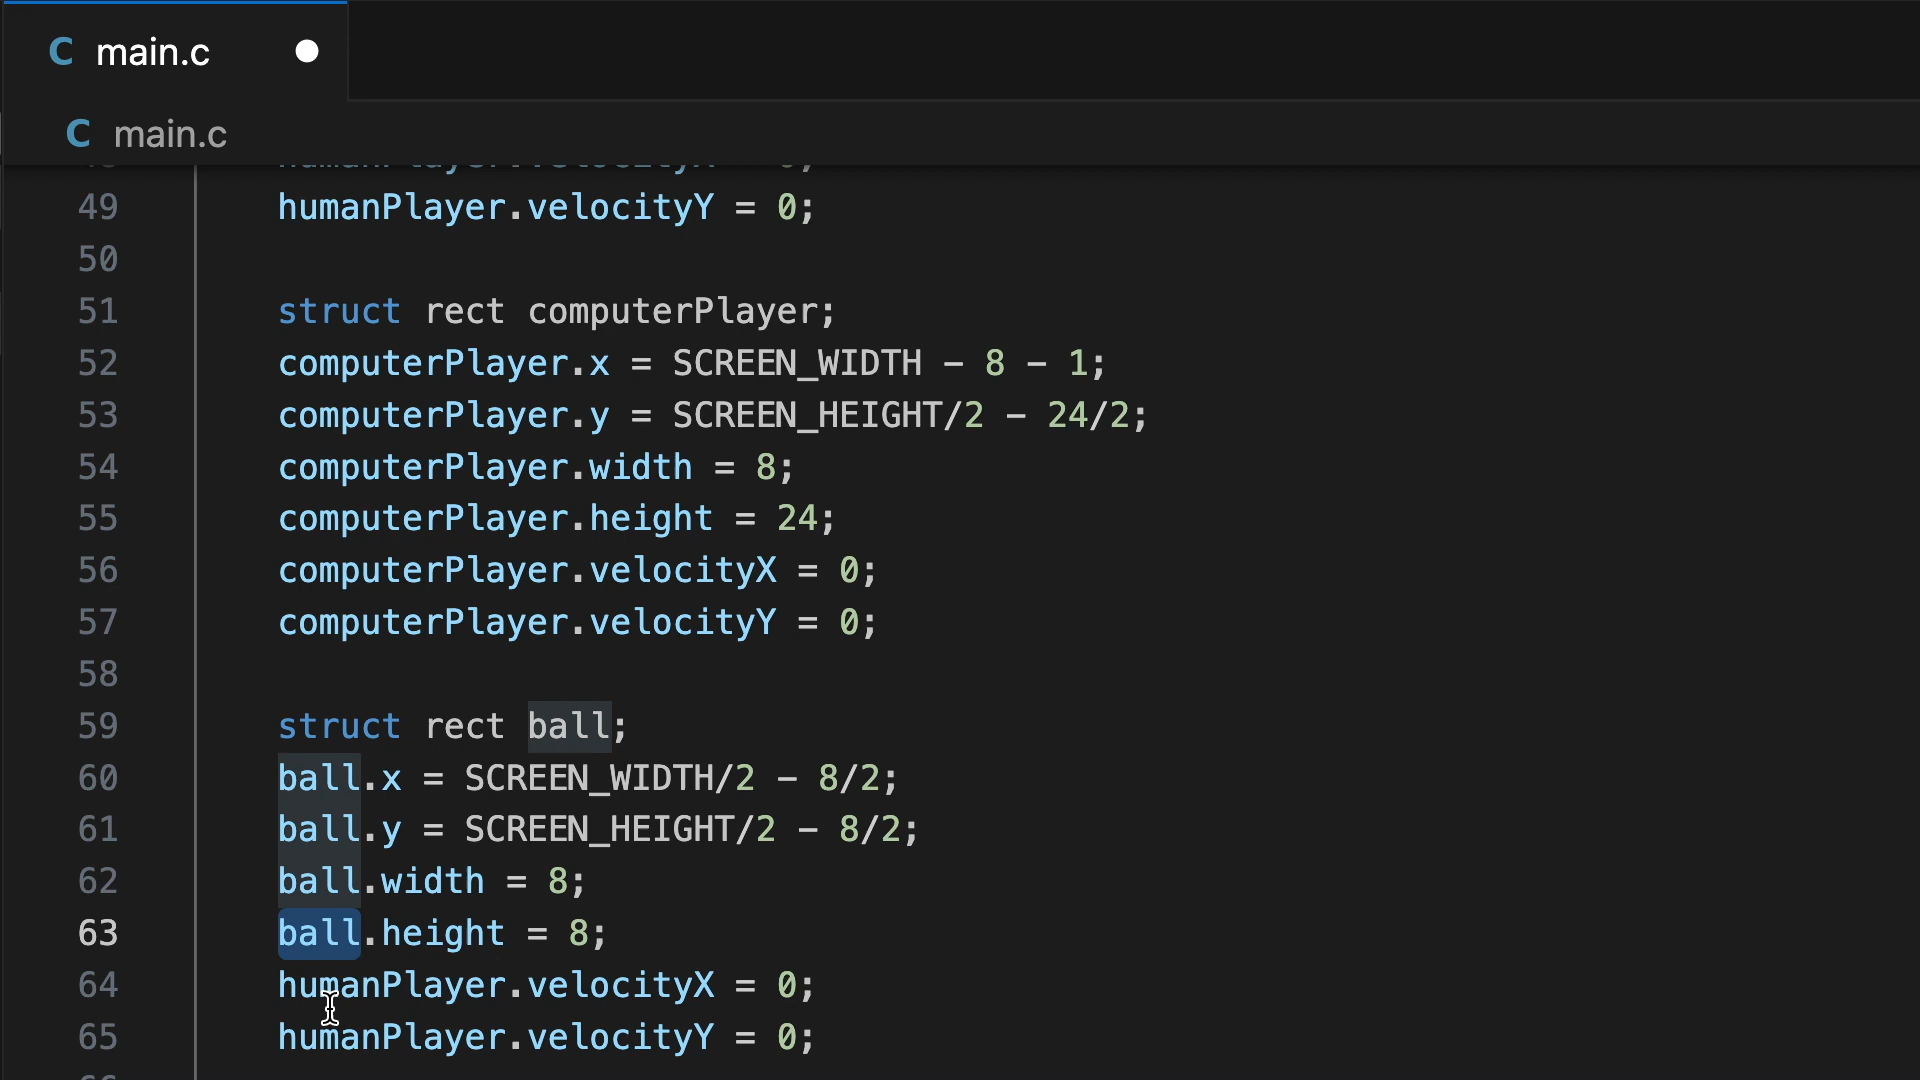 C main.c
C main.c
49 humanPlayer.velocityY = 0;
50
51 struct rect computerPlayer;
52 computerPlayer.x = SCREEN_WIDTH - 8 - 1;
53 computerPlayer.y = SCREEN_HEIGHT/2 - 24/2;
54 computerPlayer.width = 8;
55 computerPlayer.height = 24;
56 computerPlayer.velocityX = 0;
57 computerPlayer.velocityY = 0;
58
59 struct rect ball;
60 ball.x = SCREEN_WIDTH/2 - 8/2;
61 ball.y = SCREEN_HEIGHT/2 - 8/2;
62 ball.width = 8;
63 ball.height = 8;
64 humanPlayer.velocityX = 0;
65 humanPlayer.velocityY = 0;